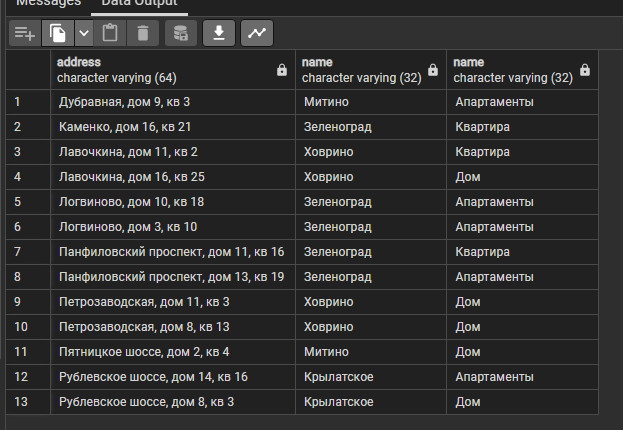 Messages Data Output
address name name
character varying (64) character varying (32) character varying (32)
1 Дубравная, дом 9, кв 3 Митино Апартаменты
2 Каменко, дом 16, кв 21 Зеленоград Квартира
3 Лавочкина, дом 11, кв 2 Ховрино Квартира
4 Лавочкина, дом 16, кв 25 Ховрино Дом
5 Логвиново, дом 10, кв 18 Зеленоград Апартаменты
6 Логвиново, дом 3, кв 10 Зеленоград Апартаменты
7 Панфиловский проспект, дом 11, кв 16 Зеленоград Квартира
8 Панфиловский проспект, дом 13, кв 19 Зеленоград Апартаменты
9 Петрозаводская, дом 11, кв 3 Ховрино Дом
10 Петрозаводская, дом 8, кв 13 Ховрино Дом
11 Пятницкое шоссе, дом 2, кв 4 Митино Дом
12 Рублевское шоссе, дом 14, кв 16 Крылатское Апартаменты
13 Рублевское шоссе, дом 8, кв 3 Крылатское Дом